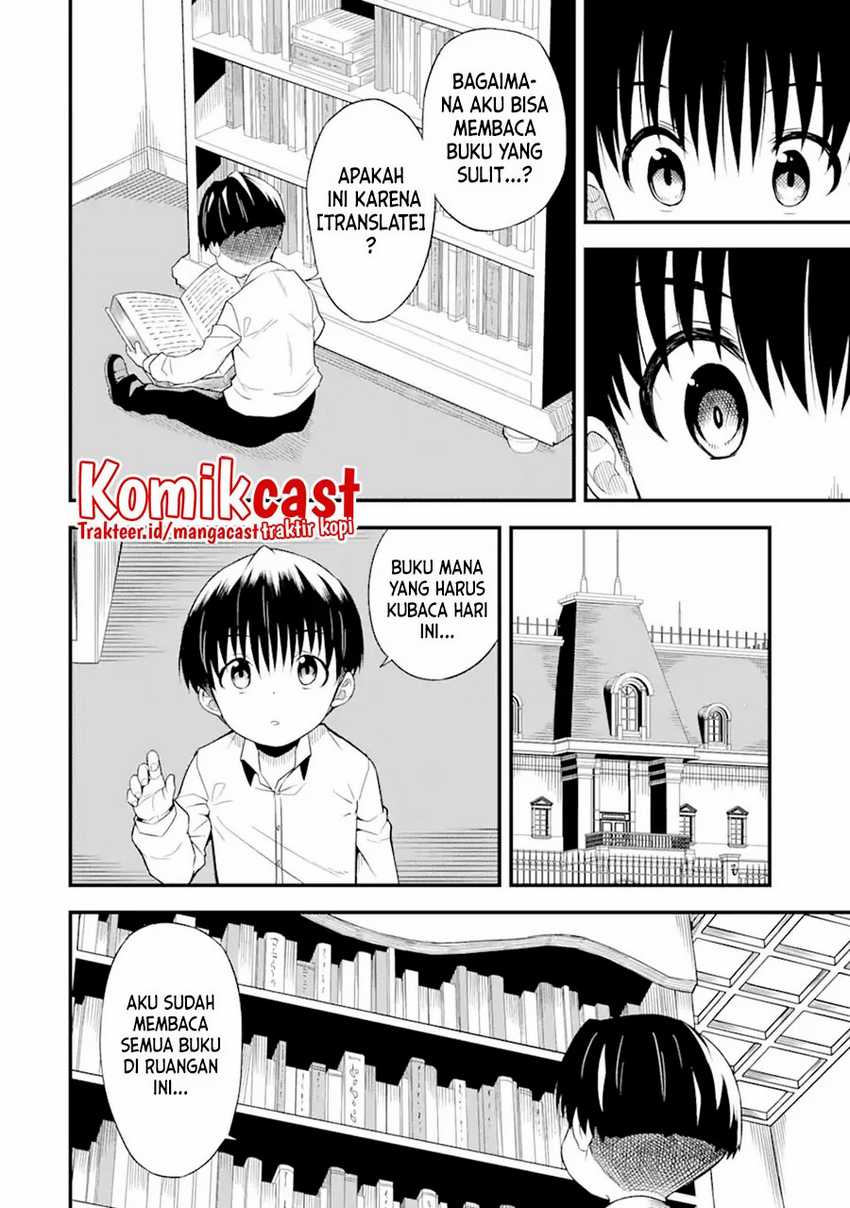 BAGAIMA-
NA AKU BISA
MEMBACA
BUKU YANG
SULIT...?
APAKAH
INI KARENA
[TRANSLATE]
?
Komikcast
Trakteer.id/mangacast traktir kopi
BUKU MANA
YANG HARUS
KUBACA HARI
INI...
AKU SUDAH
MEMBACA
SEMUA BUKU
DI RUANGAN
INI...